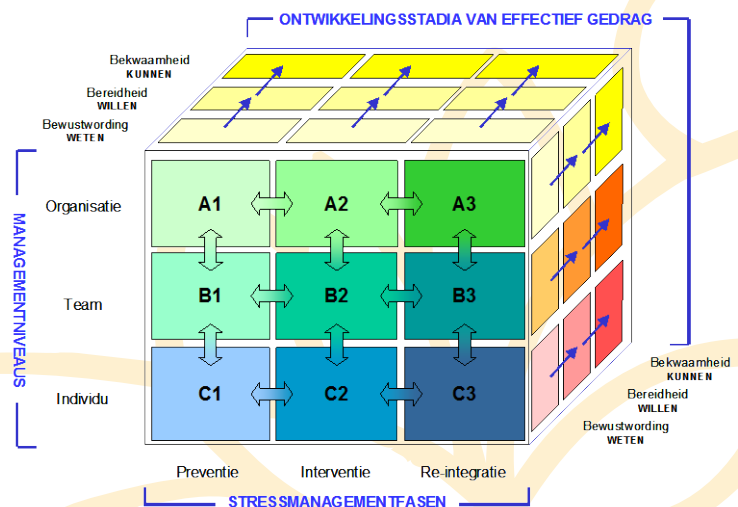 ONTWIKKELINGSSTADIA VAN EFFECTIEF GEDRAG
Bekwaamheid
KUNNEN
Bereidheid
WILLEN
Bewustwording
WETEN
MANAGEMENTNIVEAUS
Organisatie
A1 A2 A3
Team
B1 B2 B3
Individu
C1 C2 C3
Bekwaamheid
KUNNEN
Bereidheid
WILLEN
Bewustwording
WETEN
Preventie Interventie Re-integratie
STRESSMANAGEMENTFASEN